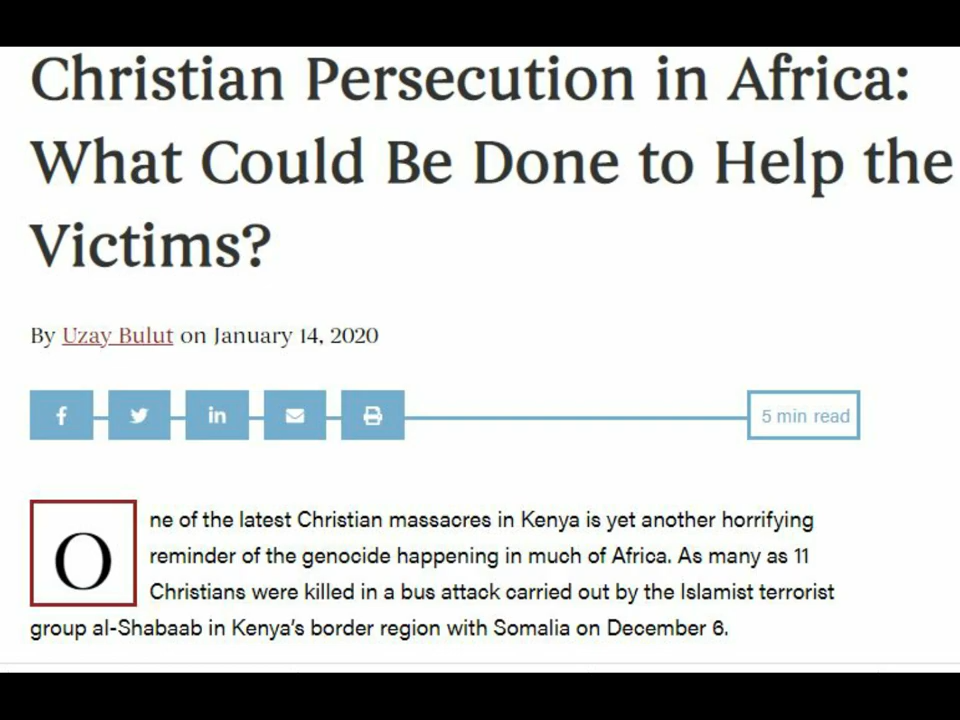 Christian Persecution in Africa:
What Could Be Done to Help the
Victims?
By Uzay Bulut on January 14, 2020
5 min read
One of the latest Christian massacres in Kenya is yet another horrifying
reminder of the genocide happening in much of Africa. As many as 11
Christians were killed in a bus attack carried out by the Islamist terrorist
group al-Shabaab in Kenya’s border region with Somalia on December 6.